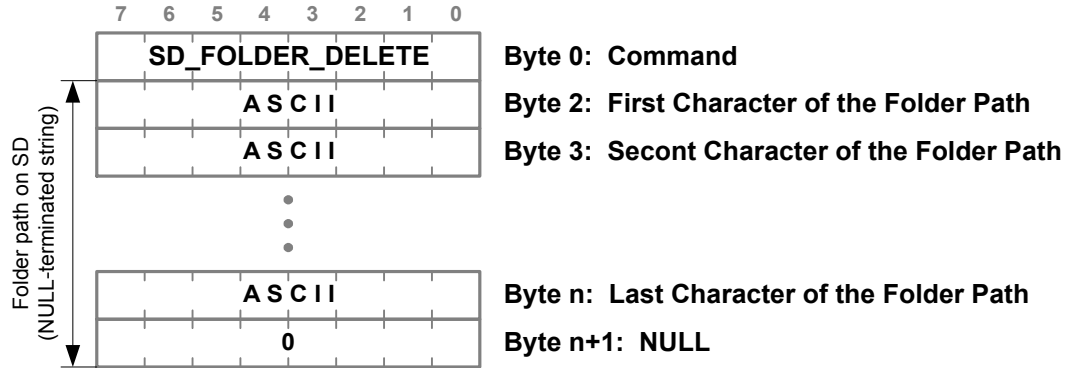 7 6 5 4 3 2 1 0
SD_FOLDER_DELETE Byte 0: Command
A S C I I Byte 2: First Character of the Folder Path
A S C I I Byte 3: Secont Character of the Folder Path
Folder path on SD
(NULL-terminated string)
A S C I I Byte n: Last Character of the Folder Path
0 Byte n+1: NULL